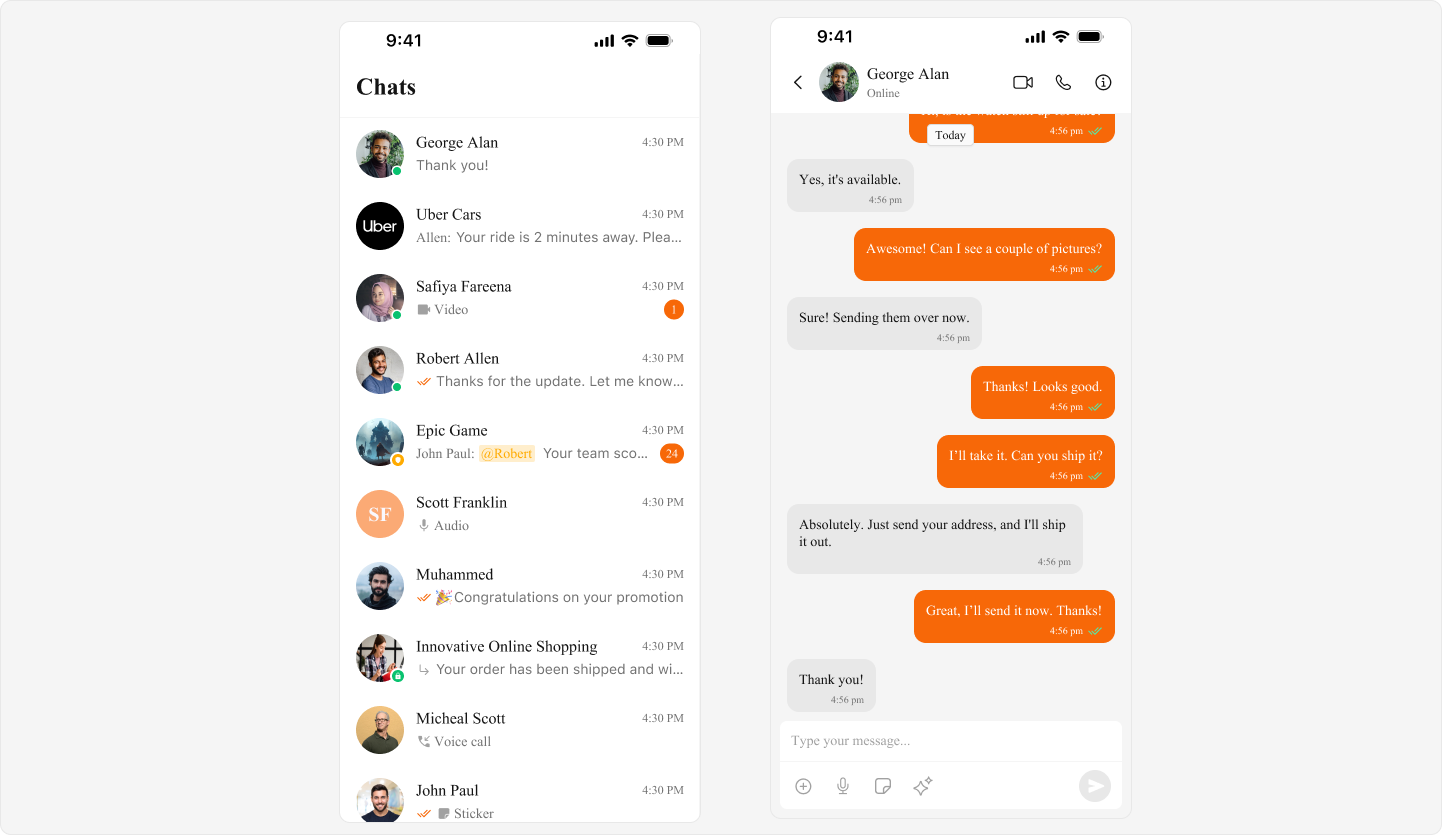 9:41
Chats
George Alan 4:30 PM
Thank you!
Uber
Uber Cars 4:30 PM
Allen: Your ride is 2 minutes away. Plea...
Safiya Fareena 4:30 PM
Video 1
Robert Allen 4:30 PM
Thanks for the update. Let me know...
Epic Game 4:30 PM
John Paul: @Robert Your team sco... 24
SF
Scott Franklin 4:30 PM
Audio
Muhammed 4:30 PM
🎉Congratulations on your promotion
Innovative Online Shopping 4:30 PM
Your order has been shipped and wi...
Micheal Scott 4:30 PM
Voice call
John Paul 4:30 PM
Sticker
9:41
George Alan
Online
4:56 pm
Today
Yes, it's available.
4:56 pm
Awesome! Can I see a couple of pictures?
4:56 pm
Sure! Sending them over now.
4:56 pm
Thanks! Looks good.
4:56 pm
I’ll take it. Can you ship it?
4:56 pm
Absolutely. Just send your address, and I'll ship
it out.
4:56 pm
Great, I’ll send it now. Thanks!
4:56 pm
Thank you!
4:56 pm
Type your message...